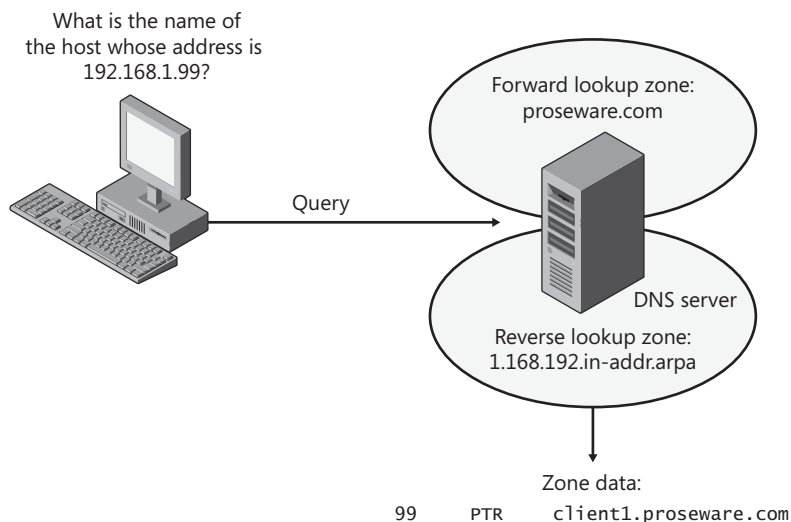 What is the name of
the host whose address is
192.168.1.99?
Query
Forward lookup zone:
proseware.com
DNS server
Reverse lookup zone:
1.168.192.in-addr.arpa
Zone data:
99 PTR client1.proseware.com